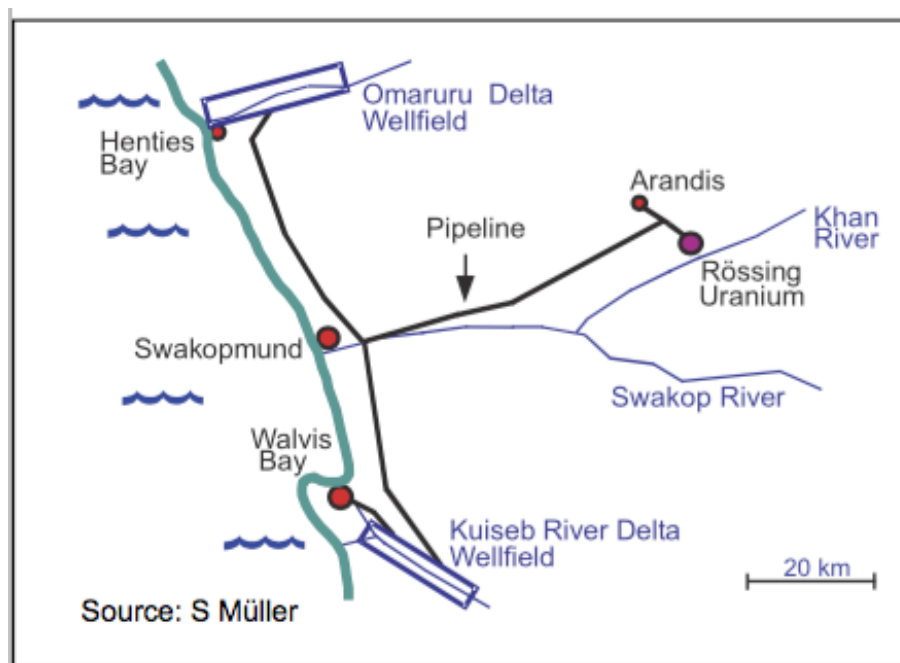 Omaruru Delta
Wellfield
Henties
Bay
Arandis
Khan
River
Pipeline
Rössing
Uranium
Swakopmund
Swakop River
Walvis
Bay
Kuiseb River Delta
Wellfield
20 km
Source: S Müller